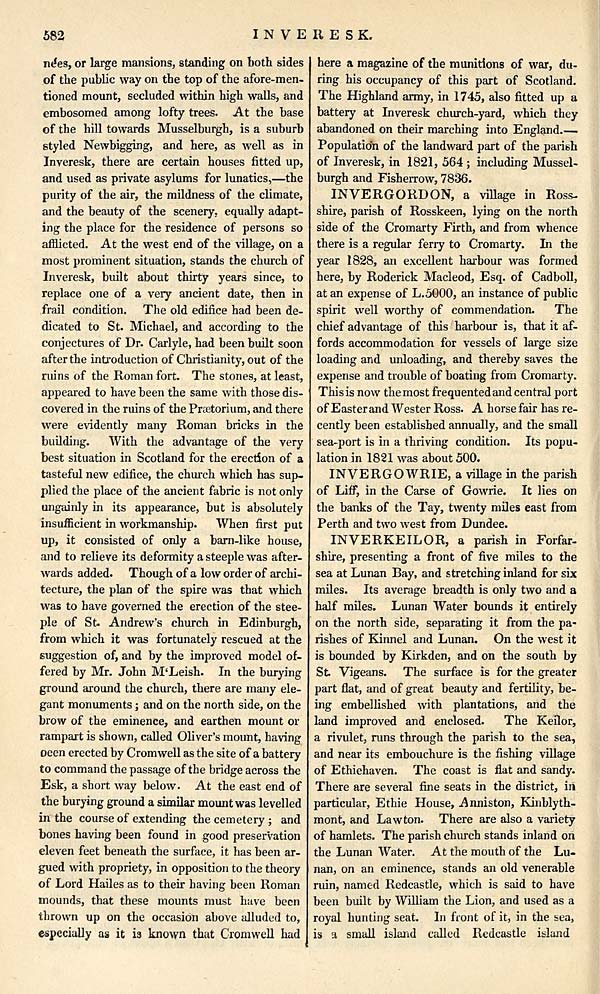 582
INVERESK.
nées, or large mansions, standing on both sides
of the public way on the top of the afore-men-
tioned mount, secluded within high walls, and
embosomed among lofty trees. At the base
of the hill towards Musselburgh, is a suburb
styled Newbigging, and here, as well as in
Inveresk, there are certain houses fitted up,
and used as private asylums for lunatics,—the
purity of the air, the mildness of the climate,
and the beauty of the scenery, equally adapt-
ing the place for the residence of persons so
afflicted. At the west end of the village, on a
most prominent situation, stands the church of
Inveresk, built about thirty years since, to
replace one of a very ancient date, then in
frail condition. The old edifice had been de-
dicated to St. Michael, and according to the
conjectures of Dr. Carlyle, had been built soon
after the introduction of Christianity, out of the
ruins of the Roman fort. The stones, at least,
appeared to have been the same with those dis-
covered in the ruins of the Prætorium, and there
were evidently many Roman bricks in the
building. With the advantage of the very
best situation in Scotland for the erection of a
tasteful new edifice, the church which has sup-
plied the place of the ancient fabric is not only
ungainly in its appearance, but is absolutely
insufficient in workmanship. When first put
up, it consisted of only a barn-like house,
and to relieve its deformity a steeple was after-
wards added. Though of a low order of archi-
tecture, the plan of the spire was that which
was to have governed the erection of the stee-
ple of St. Andrew's church in Edinburgh,
from which it was fortunately rescued at the
suggestion of, and by the improved model of-
fered by Mr. John M‘Leish. In the burying
ground around the church, there are many ele-
gant monuments; and on the north side, on the
brow of the eminence, and earthen mount or
rampart is shown, called Oliver's mount, having
been erected by Cromwell as the site of a battery
to command the passage of the bridge across the
Esk, a short way below. At the east end of
the burying ground a similar mount was levelled
in the course of extending the cemetery; and
bones having been found in good preservation
eleven feet beneath the surface, it has been ar-
gued with propriety, in opposition to the theory
of Lord Hailes as to their having been Roman
mounds, that these mounts must have been
thrown up on the occasion above alluded to,
especially as it is known that Cromwell had
here a magazine of the munitions of war, du-
ring his occupancy of this part of Scotland.
The Highland army, in 1745, also fitted up a
battery at Inveresk church-yard, which they
abandoned on their marching into England.—
Population of the landward part of the parish
of Inveresk, in 1821, 564; including Mussel-
burgh and Fisherrow, 7836.
INVERGORDON, a village in Ross-
shire, parish of Rosskeen, lying on the north
side of the Cromarty Firth, and from whence
there is a regular ferry to Cromarty. In the
year 1828, an excellent harbour was formed
here, by Roderick Macleod, Esq. of Cadboll,
at an expense of L.5000, an instance of public
spirit well worthy of commendation. The
chief advantage of this harbour is, that it af-
fords accommodation for vessels of large size
loading and unloading, and thereby saves the
expense and trouble of boating from Cromarty.
This is now the most frequented and central port
of Easter and Wester Ross. A horse fair has re-
cently been established annually, and the small
sea-port is in a thriving condition. Its popu-
lation in 1821 was about 500.
INVERGOWRIE, a village in the parish
of Liff, in the Carse of Gowrie. It lies on
the banks of the Tay, twenty miles east from
Perth and two west from Dundee.
INVERKEILOR, a parish in Forfar-
shire, presenting a front of five miles to the
sea at Lunan Bay, and stretching inland for six
miles. Its average breadth is only two and a
half miles. Lunan Water bounds it entirely
on the north side, separating it from the pa-
rishes of Kinnel and Lunan. On the west it
is bounded by Kirkden, and on the south by
St. Vigeans. The surface is for the greater
part flat, and of great beauty and fertility, be-
ing embellished with plantations, and the
land improved and enclosed. The Keilor,
a rivulet, runs through the parish to the sea,
and near its embouchure is the fishing village
of Ethiehaven. The coast is flat and sandy.
There are several fine seats in the district, in
particular, Ethie House, Anniston, Kinblyth-
mont, and Lawton. There are also a variety
of hamlets. The parish church stands inland on
the Lunan Water. At the mouth of the Lu-
nan, on an eminence, stands an old venerable
ruin, named Redcastle, which is said to have
been built by William the Lion, and used as a
royal hunting seat. In front of it, in the sea,
is a small island called Redcastle island